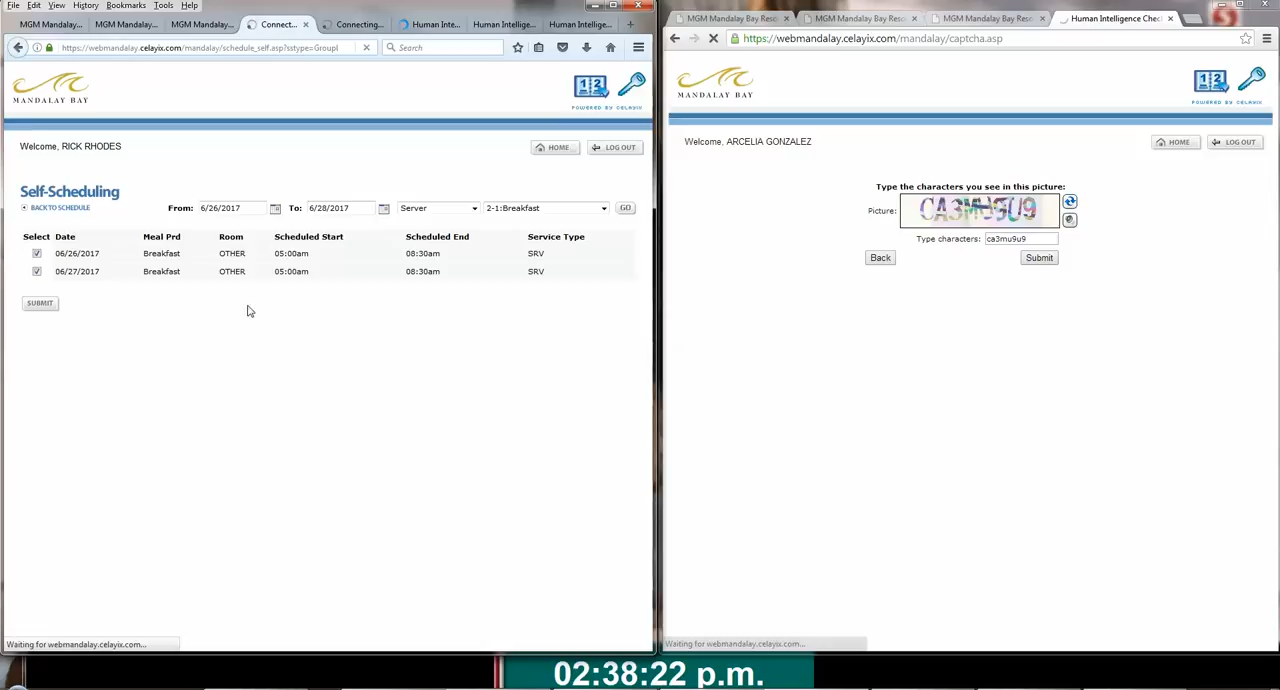 File Edit View History Bookmarks Tools Help
MGM Mandalay... MGM Mandalay... MGM Mandalay... Connect... × Connecting... Human Inte... Human Intellige... Human Intellige... +
https://webmandalay.celayix.com/mandalay/schedule_self.asp?sstype=Groupl × Search
MANDALAY BAY
12
POWERED BY CELAYIX
Welcome, RICK RHODES HOME LOG OUT
Self-Scheduling
BACK TO SCHEDULE From: 6/26/2017 To: 6/28/2017 Server 2-1:Breakfast GO
Select Date Meal Prd Room Scheduled Start Scheduled End Service Type
06/26/2017 Breakfast OTHER 05:00am 08:30am SRV
06/27/2017 Breakfast OTHER 05:00am 08:30am SRV
SUBMIT
Waiting for webmandalay.celayix.com...
MGM Mandalay Bay Reso × MGM Mandalay Bay Reso × MGM Mandalay Bay Reso × Human Intelligence Chec ×
https://webmandalay.celayix.com/mandalay/captcha.asp
MANDALAY BAY
12
POWERED BY CELAYIX
Welcome, ARCELIA GONZALEZ HOME LOG OUT
Type the characters you see in this picture:
Picture: CA3MU9U9
Type characters: ca3mu9u9
Back Submit
Waiting for webmandalay.celayix.com...
02:38:22 p.m.